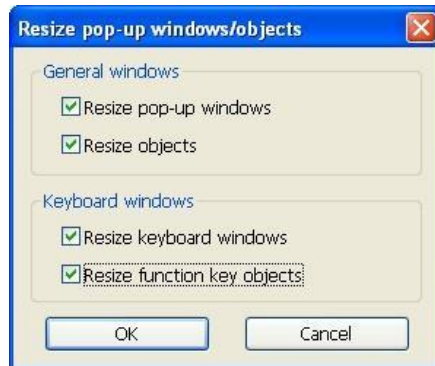 Resize pop-up windows/objects
General windows
Resize pop-up windows
Resize objects
Keyboard windows
Resize keyboard windows
Resize function key objects
OK Cancel